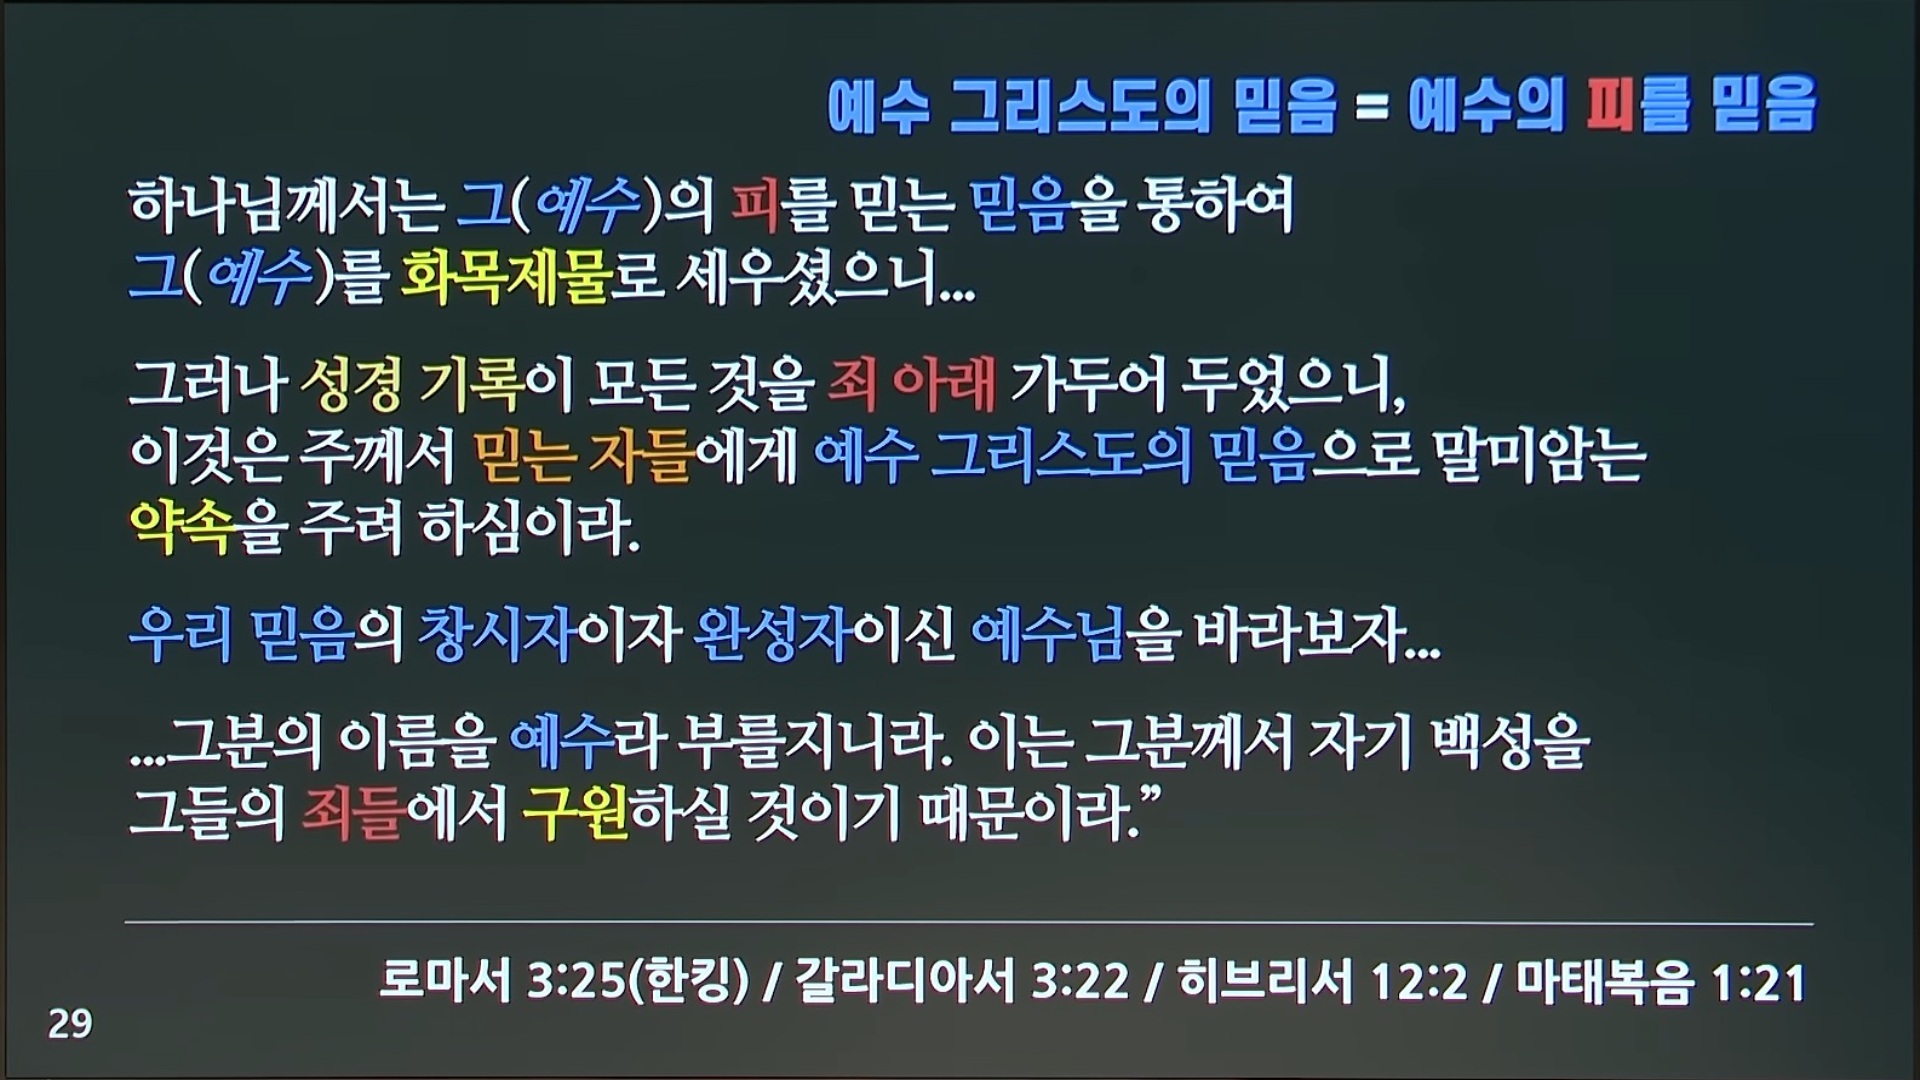 예수 그리스도의 믿음 = 예수의 피를 믿음
하나님께서는 그(예수)의 피를 믿는 믿음을 통하여
그(예수)를 화목제물로 세우셨으니...
그러나 성경 기록이 모든 것을 죄 아래 가두어 두었으니,
이것은 주께서 믿는 자들에게 예수 그리스도의 믿음으로 말미암는
약속을 주려 하심이라.
우리 믿음의 창시자이자 완성자이신 예수님을 바라보자...
...그분의 이름을 예수라 부를지니라. 이는 그분께서 자기 백성을
그들의 죄들에서 구원하실 것이기 때문이라.”
로마서 3:25(한킹) / 갈라디아서 3:22 / 히브리서 12:2 / 마태복음 1:21
29